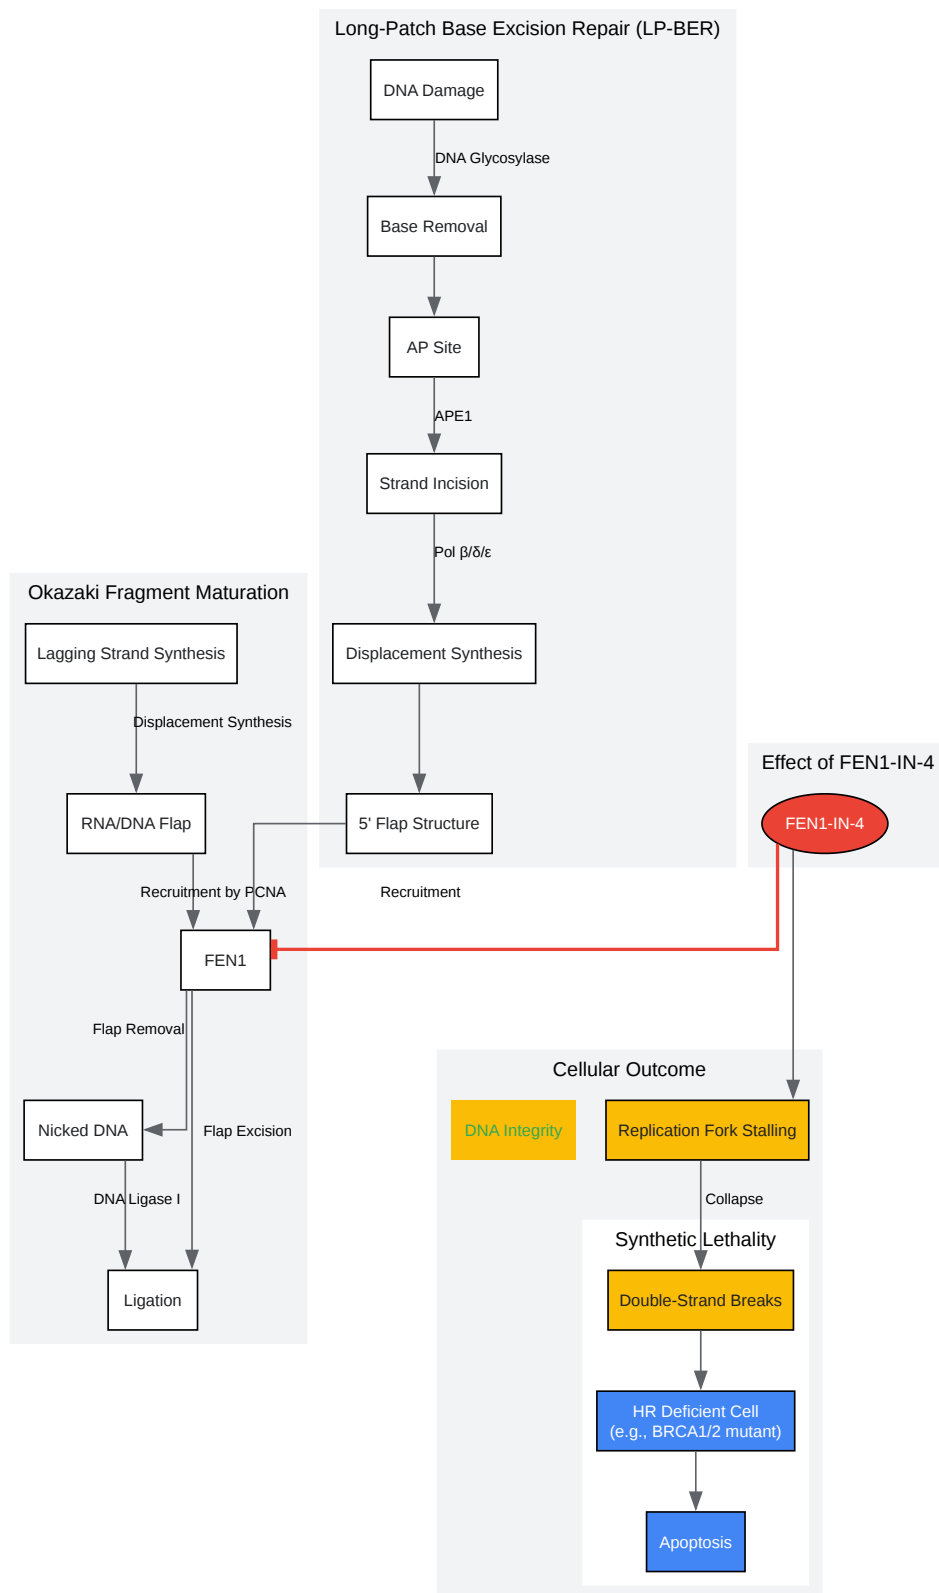 Long-Patch Base Excision Repair (LP-BER)
DNA Damage
DNA Glycosylase
Base Removal
AP Site
APE1
Strand Incision
Pol β/δ/ε
Displacement Synthesis
5' Flap Structure
Recruitment
Okazaki Fragment Maturation
Lagging Strand Synthesis
Displacement Synthesis
RNA/DNA Flap
Recruitment by PCNA
FEN1
Flap Removal
Nicked DNA
Flap Excision
DNA Ligase I
Ligation
Effect of FEN1-IN-4
FEN1-IN-4
Cellular Outcome
DNA Integrity
Replication Fork Stalling
Collapse
Synthetic Lethality
Double-Strand Breaks
HR Deficient Cell
(e.g., BRCA1/2 mutant)
Apoptosis